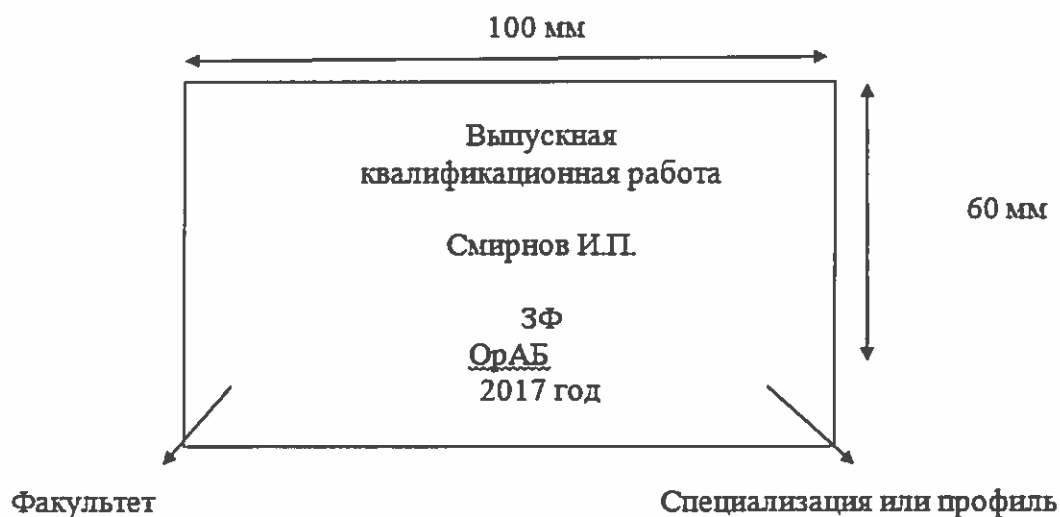 100 мм
Выпускная
квалификационная работа
60 мм
Смирнов И.П.
ЗФ
ОрАБ
2017 год
Факультет
Специализация или профиль